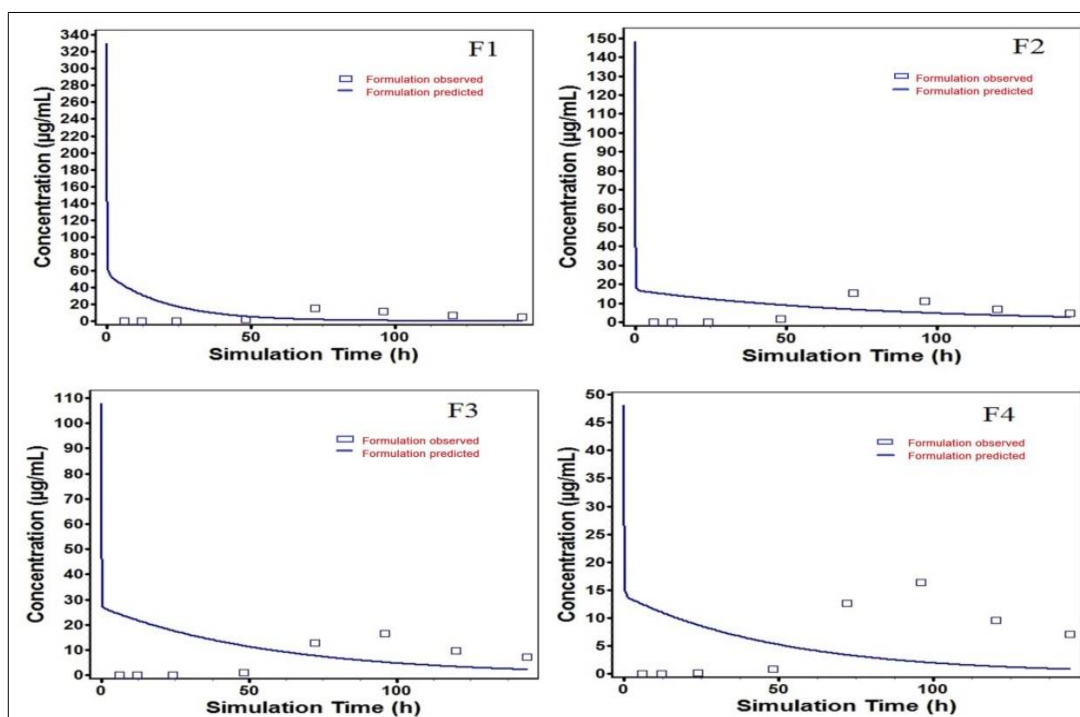 F1
Formulation observed
Formulation predicted
Concentration (µg/mL)
340
320
300
280
260
240
220
200
180
160
140
120
100
80
60
40
20
0
0 50 100
Simulation Time (h)
F2
Formulation observed
Formulation predicted
Concentration (µg/mL)
150
140
130
120
110
100
90
80
70
60
50
40
30
20
10
0
0 50 100
Simulation Time (h)
F3
Formulation observed
Formulation predicted
Concentration (µg/mL)
110
100
90
80
70
60
50
40
30
20
10
0
0 50 100
Simulation Time (h)
F4
Formulation observed
Formulation predicted
Concentration (µg/mL)
50
45
40
35
30
25
20
15
10
5
0
0 50 100
Simulation Time (h)